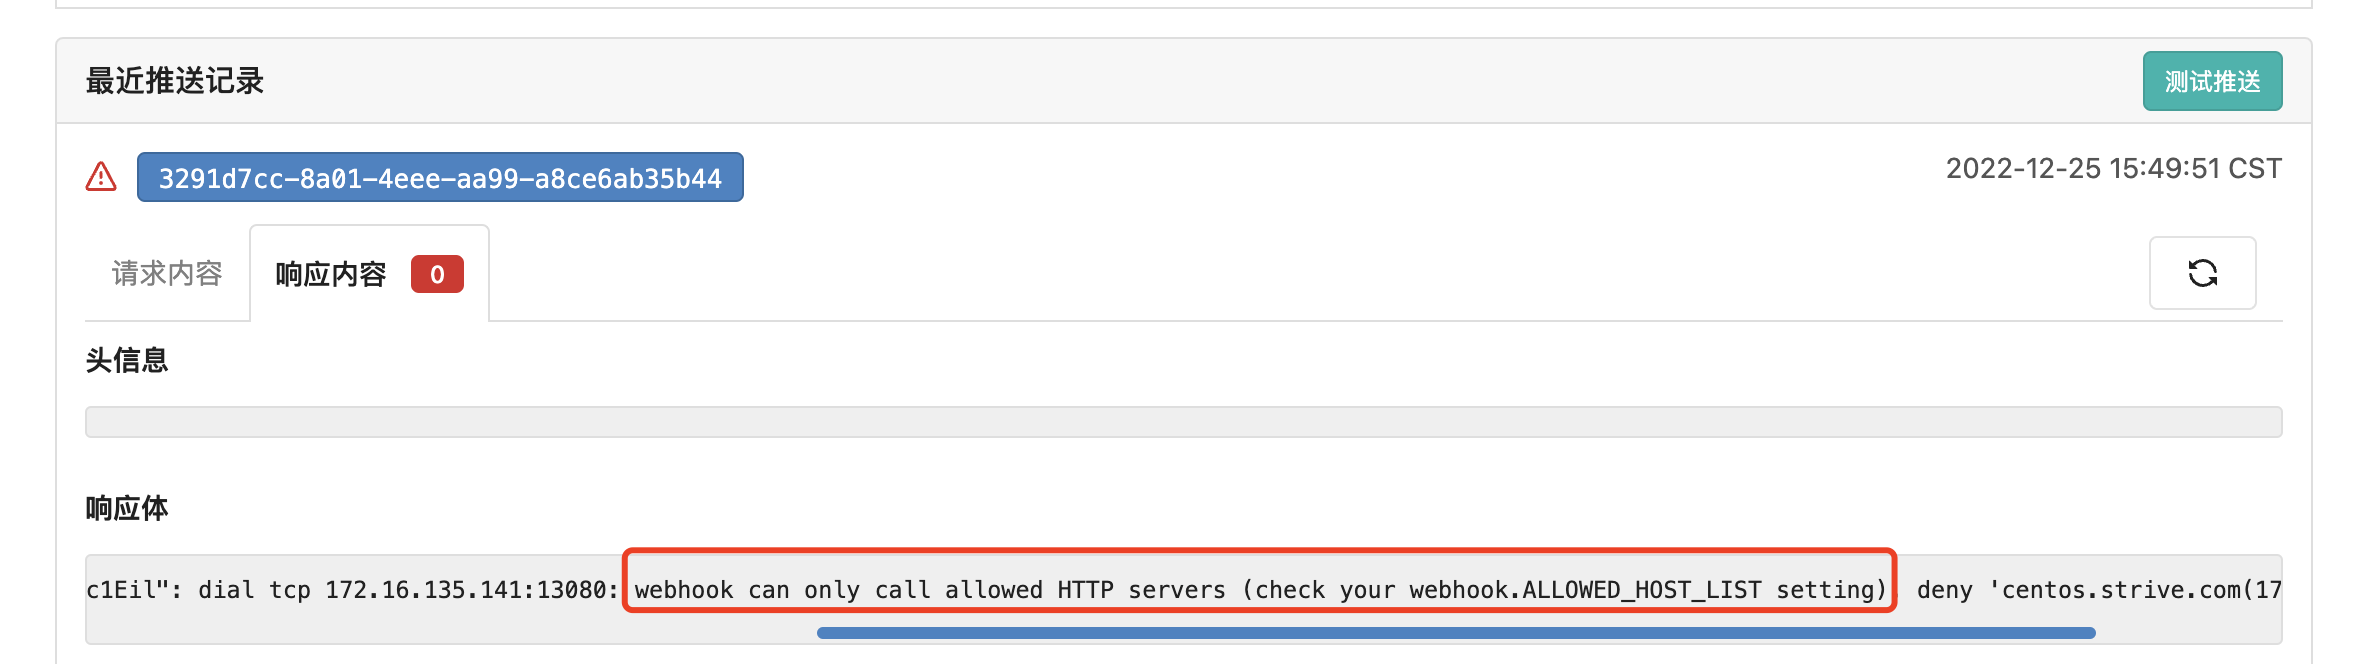 最近推送记录
测试推送
3291d7cc-8a01-4eee-aa99-a8ce6ab35b44
2022-12-25 15:49:51 CST
请求内容
响应内容 0
头信息
响应体
c1Eil": dial tcp 172.16.135.141:13080: webhook can only call allowed HTTP servers (check your webhook.ALLOWED_HOST_LIST setting), deny 'centos.strive.com(17